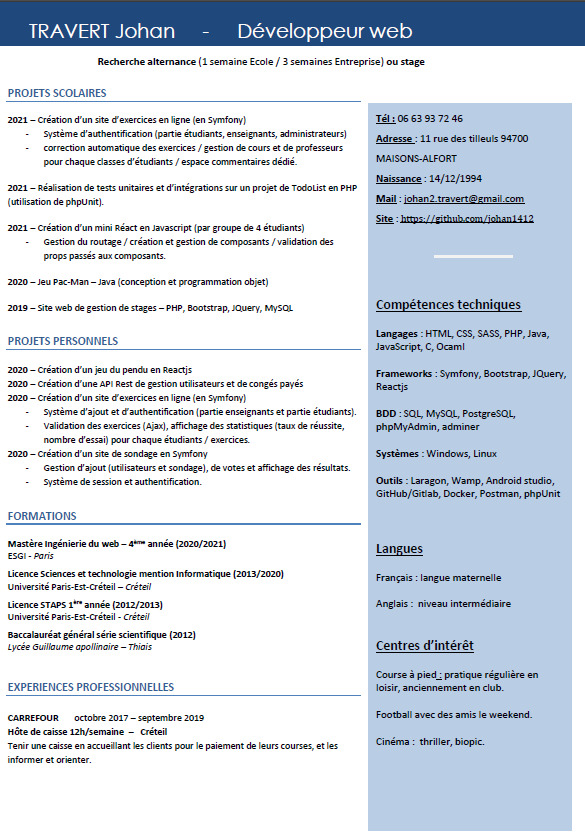 TRAVERT Johan - Développeur web
Recherche alternance (1 semaine Ecole / 3 semaines Entreprise) ou stage
PROJETS SCOLAIRES
2021 – Création d'un site d'exercices en ligne (en Symfony)
- Système d'authentification (partie étudiants, enseignants, administrateurs)
- correction automatique des exercices / gestion de cours et de professeurs
pour chaque classes d'étudiants / espace commentaires dédié.
2021 – Réalisation de tests unitaires et d'intégrations sur un projet de TodoList en PHP
(utilisation de phpUnit).
2021 – Création d'un mini Réact en Javascript (par groupe de 4 étudiants)
- Gestion du routage / création et gestion de composants / validation des
props passés aux composants.
2020 – Jeu Pac-Man – Java (conception et programmation objet)
2019 – Site web de gestion de stages – PHP, Bootstrap, JQuery, MySQL
PROJETS PERSONNELS
2020 – Création d'un jeu du pendu en Reactjs
2020 – Création d'une API Rest de gestion utilisateurs et de congés payés
2020 – Création d'un site d'exercices en ligne (en Symfony)
- Système d'ajout et d'authentification (partie enseignants et partie étudiants).
- Validation des exercices (Ajax), affichage des statistiques (taux de réussite,
nombre d'essai) pour chaque étudiants / exercices.
2020 – Création d'un site de sondage en Symfony
- Gestion d'ajout (utilisateurs et sondage), de votes et affichage des résultats.
- Système de session et authentification.
FORMATIONS
Mastère Ingénierie du web – 4ème année (2020/2021)
ESGI - Paris
Licence Sciences et technologie mention Informatique (2013/2020)
Université Paris-Est-Créteil – Créteil
Licence STAPS 1ère année (2012/2013)
Université Paris-Est-Créteil - Créteil
Baccalauréat général série scientifique (2012)
Lycée Guillaume apollinaire – Thiais
EXPERIENCES PROFESSIONNELLES
CARREFOUR octobre 2017 – septembre 2019
Hôte de caisse 12h/semaine – Créteil
Tenir une caisse en accueillant les clients pour le paiement de leurs courses, et les
informer et orienter.
Tél : 06 63 93 72 46
Adresse : 11 rue des tilleuls 94700
MAISONS-ALFORT
Naissance : 14/12/1994
Mail : johan2.travert@gmail.com
Site : https://github.com/johan1412
Compétences techniques
Langages : HTML, CSS, SASS, PHP, Java,
JavaScript, C, Ocaml
Frameworks : Symfony, Bootstrap, JQuery,
Reactjs
BDD : SQL, MySQL, PostgreSQL,
phpMyAdmin, adminer
Systèmes : Windows, Linux
Outils : Laragon, Wamp, Android studio,
GitHub/Gitlab, Docker, Postman, phpUnit
Langues
Français : langue maternelle
Anglais : niveau intermédiaire
Centres d'intérêt
Course à pied : pratique régulière en
loisir, anciennement en club.
Football avec des amis le weekend.
Cinéma : thriller, biopic.